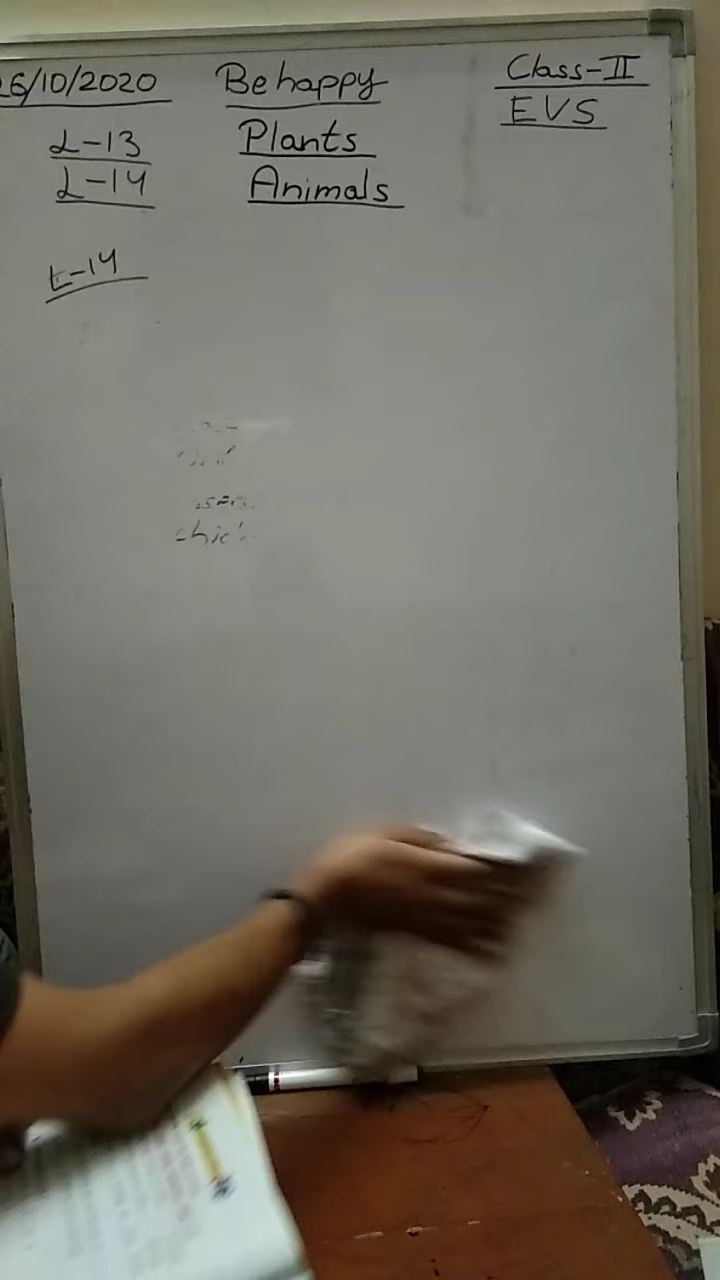 26/10/2020 Be happy Class-II
EVS
L-13 Plants
L-14 Animals
L-14